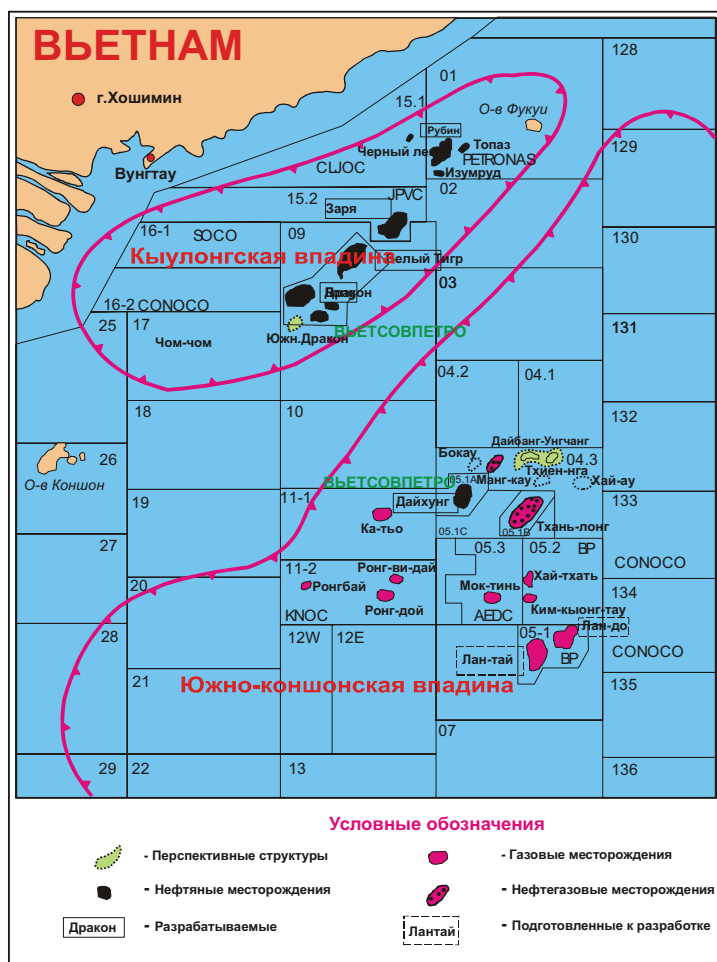 ВЬЕТНАМ
г.Хошимин
Вунгтау
128
01
О-в Фукуи
15.1
Рубин
Топаз
129
Черный ле
PETRONAS
Изумруд
CLJOC
02
15.2
JPVC
Заря
16-1
SOCO
09
130
Кыулонгская впадина
Белый Тигр
03
16-2 CONOCO
Дракон
25
17
131
Южн.Дракон
ВЬЕТСОВПЕТРО
Чом-чом
04.2
04.1
18
10
132
Дайбанг-Унгчанг
Бокау
26
Тхиен-нга
04.3
О-в Коншон
ВЬЕТСОВПЕТРО
05.1А
Манг-кау
Хай-ау
19
11-1
Дайхунг
133
Ка-тьо
05.1С
05.1В
Тхань-лонг
27
05.3
05.2
BP
CONOCO
11-2
Ронг-ви-дай
20
Ронгбай
Мок-тинь
Хай-тхать
134
Ронг-дой
Ким-кыонг-тау
KNOC
AEDC
28
12W
12E
05-1
Лан-до
CONOCO
Лан-тай
BP
21
Южно-коншонская впадина
135
07
29
22
13
136
Условные обозначения
- Перспективные структуры
- Газовые месторождения
- Нефтяные месторождения
- Нефтегазовые месторождения
Дракон
- Разрабатываемые
Лантай
- Подготовленные к разработке